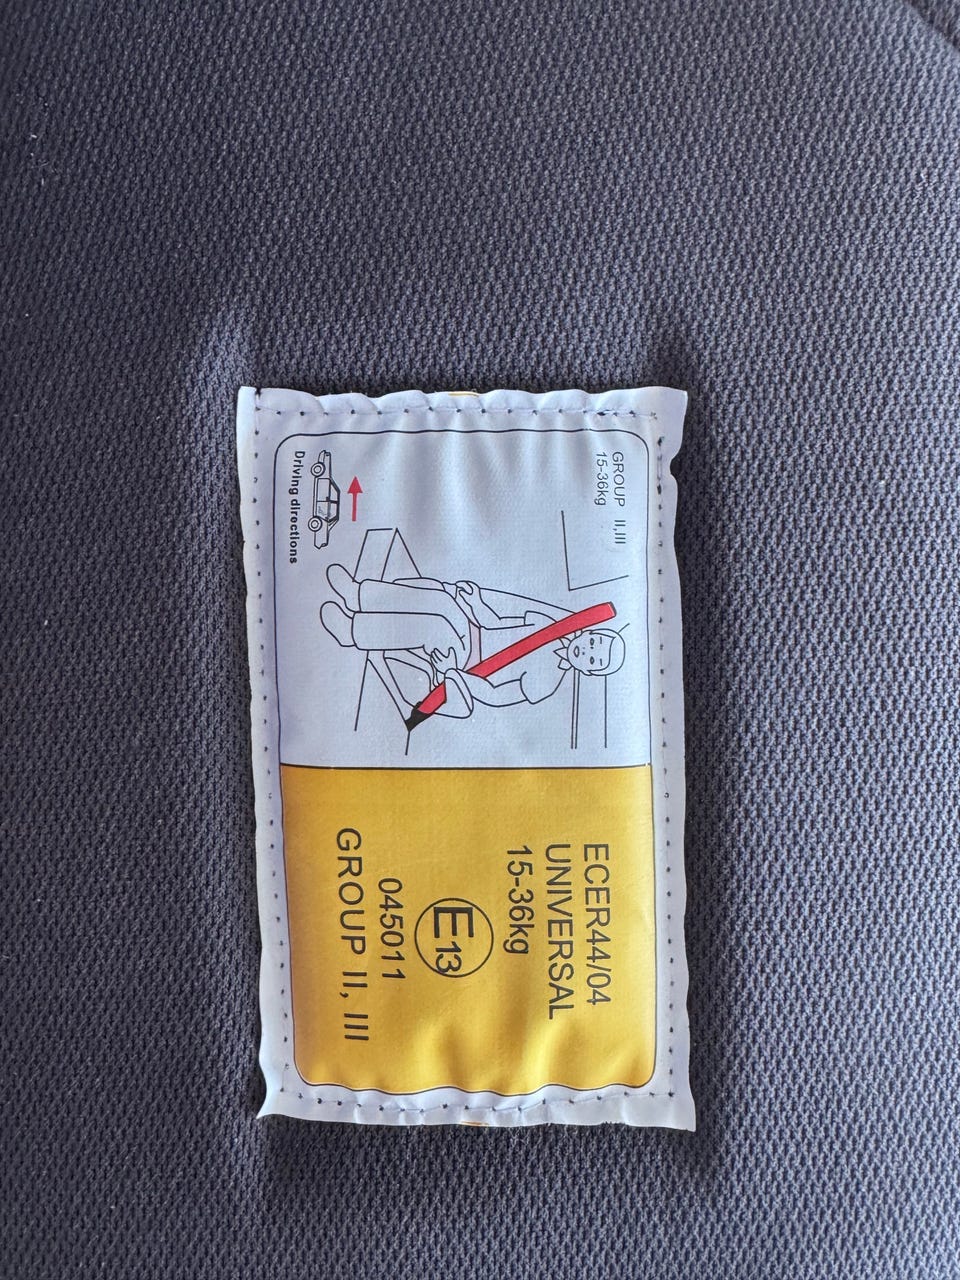 GROUP II,III
15-36kg
Driving directions
ECER44/04
UNIVERSAL
15-36kg
E13
045011
GROUP II, III